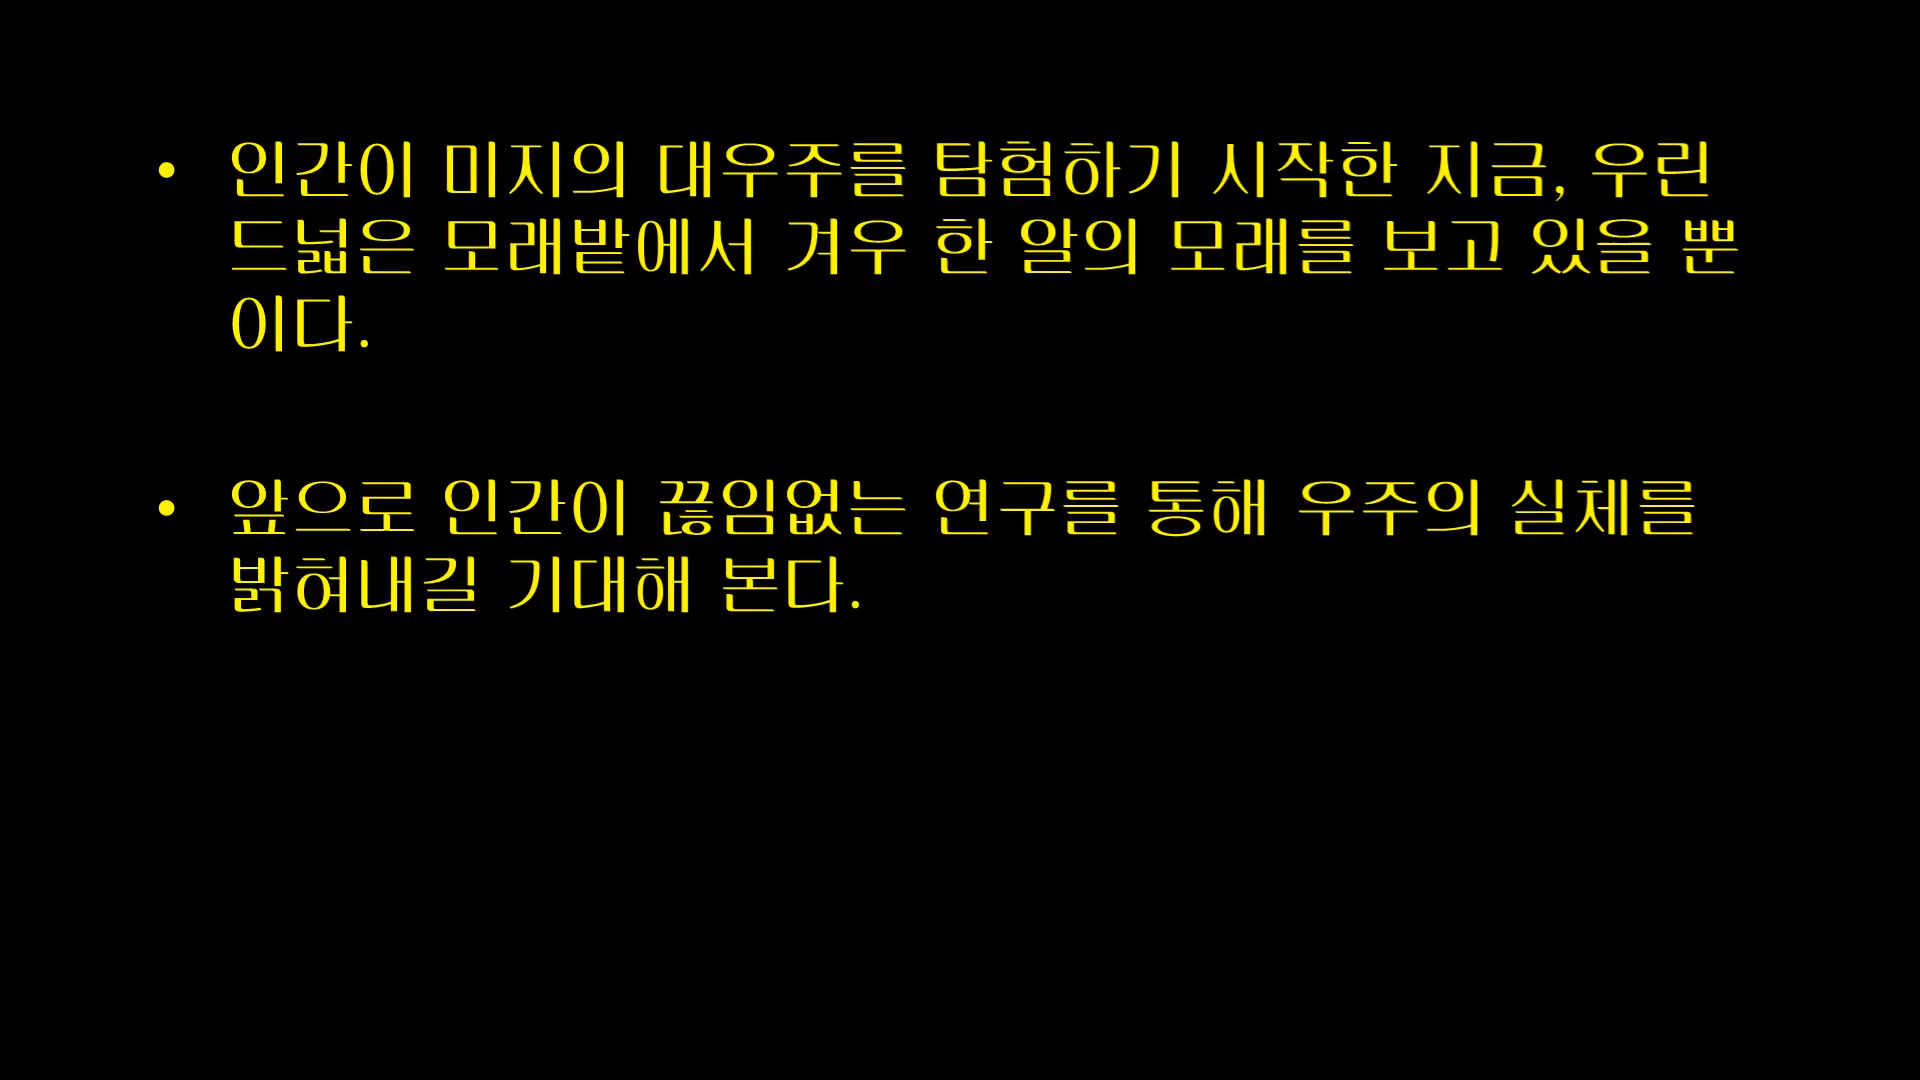 • 인간이 미지의 대우주를 탐험하기 시작한 지금, 우린
드넓은 모래밭에서 겨우 한 알의 모래를 보고 있을 뿐
이다.
• 앞으로 인간이 끊임없는 연구를 통해 우주의 실체를
밝혀내길 기대해 본다.